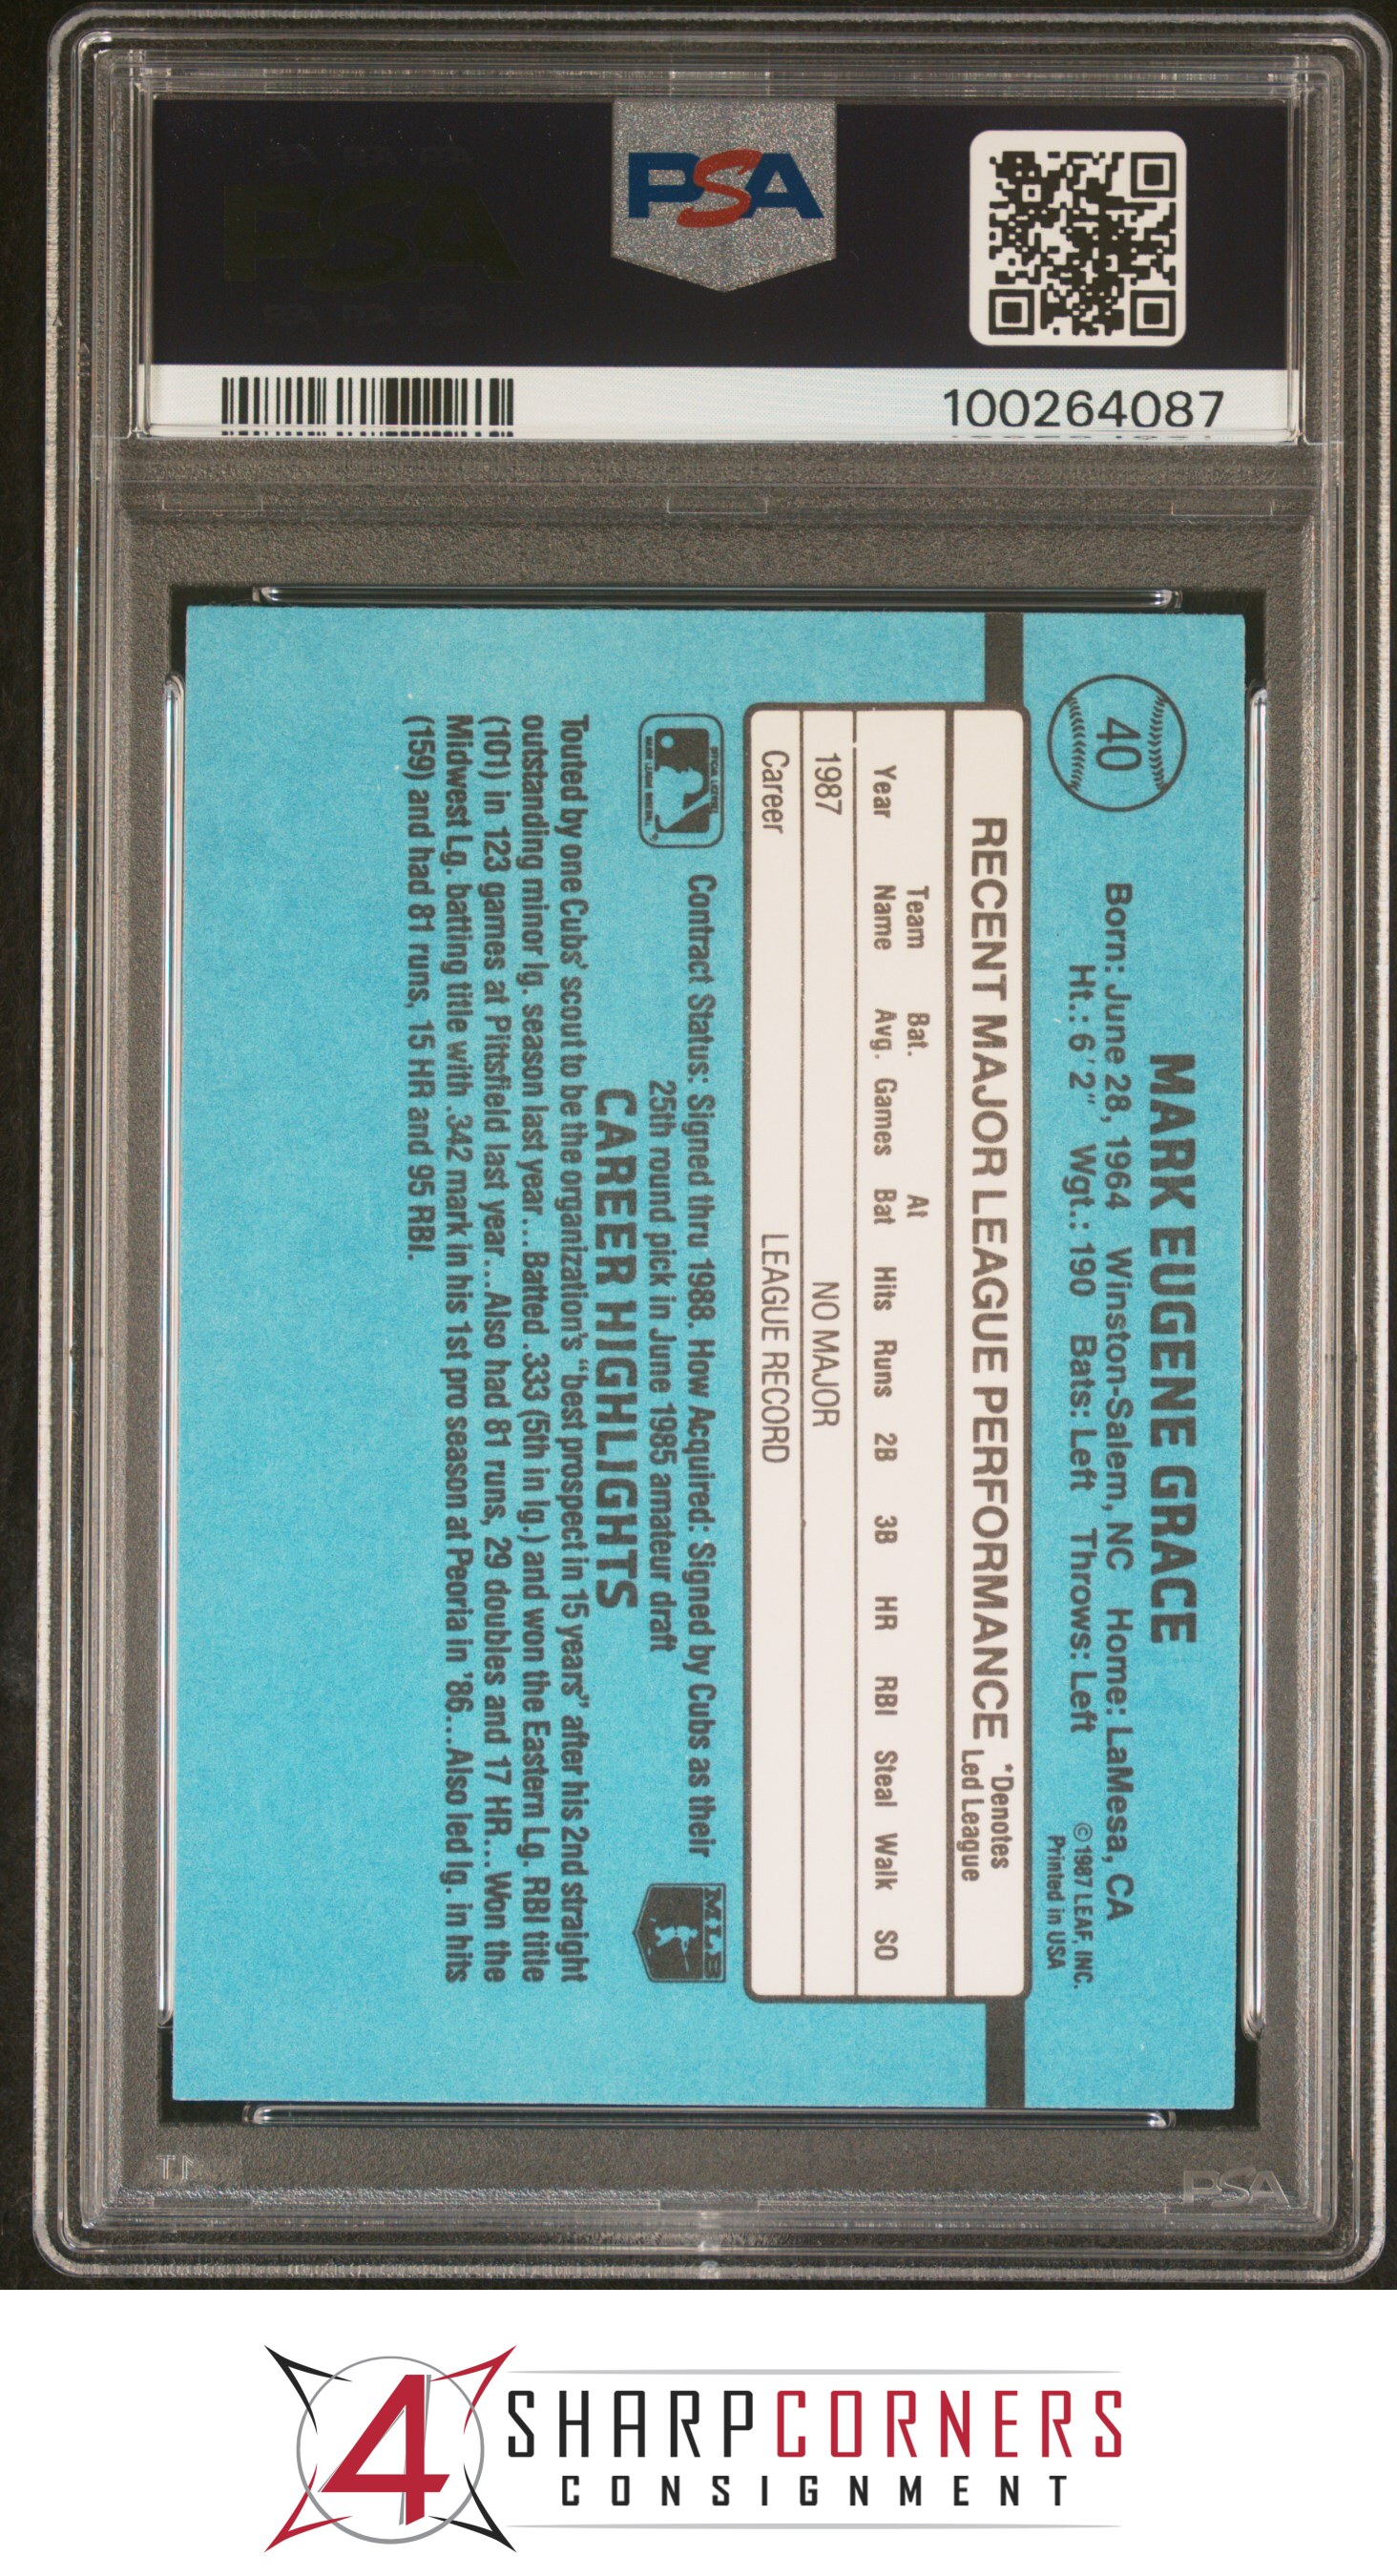 PSA
100264087
40
MARK EUGENE GRACE
Born: June 28, 1964 Winston-Salem, NC Home: LaMesa, CA
Ht.: 6'2" Wgt.: 190 Bats: Left Throws: Left
© 1987 LEAF, INC.
Printed in USA
RECENT MAJOR LEAGUE PERFORMANCE
*Denotes
Led League
Year Team Name Bat. Avg. Games At Bat Hits Runs 2B 3B HR RBI Steal Walk SO
1987 NO MAJOR
Career LEAGUE RECORD
Contract Status: Signed thru 1988. How Acquired: Signed by Cubs as their
25th round pick in June 1985 amateur draft
MLB
CAREER HIGHLIGHTS
Touted by one Cubs' scout to be the organization's "best prospect in 15 years" after his 2nd straight
outstanding minor lg. season last year...Batted .333 (5th in lg.) and won the Eastern Lg. RBI title
(101) in 123 games at Pittsfield last year...Also had 81 runs, 29 doubles and 17 HR...Won the
Midwest Lg. batting title with .342 mark in his 1st pro season at Peoria in '86...Also led lg. in hits
(159) and had 81 runs, 15 HR and 95 RBI.
PSA
4 SHARPCORNERS
CONSIGNMENT